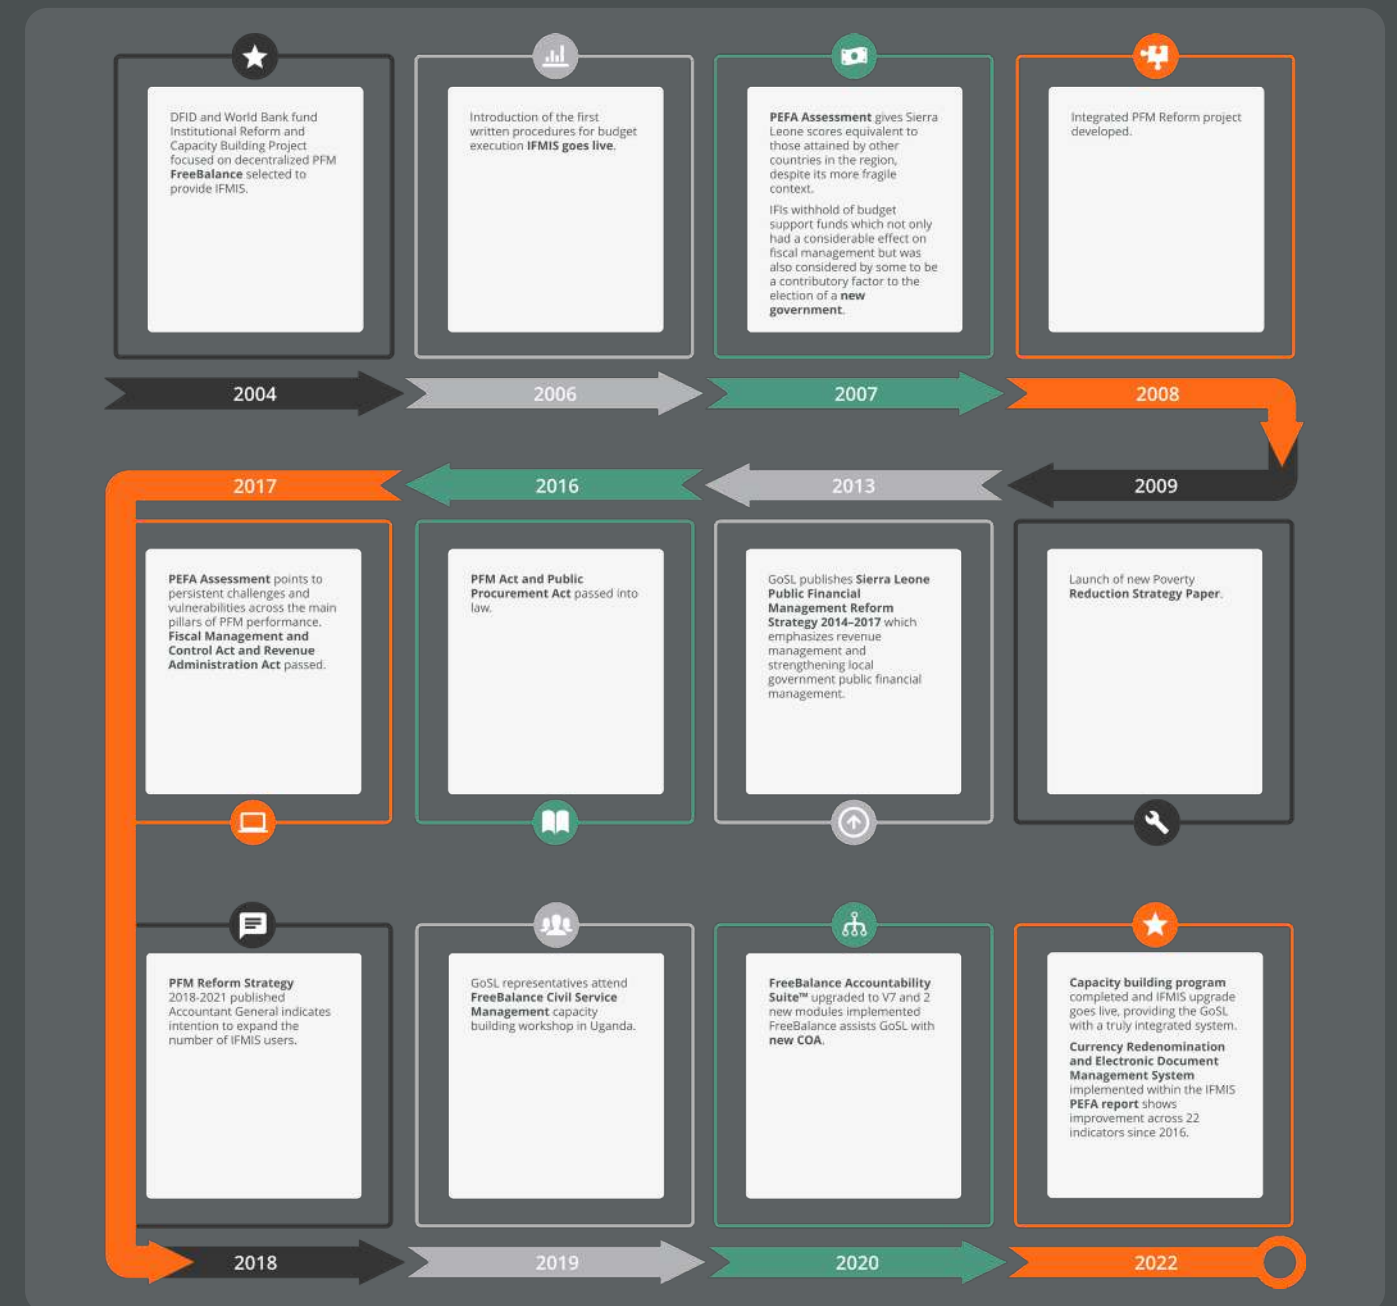 DFID and World Bank fund
Institutional Reform and
Capacity Building Project
focused on decentralized PFM
FreeBalance selected to
provide IFMIS.
Introduction of the first
written procedures for budget
execution IFMIS goes live.
PEFA Assessment gives Sierra
Leone scores equivalent to
those attained by other
countries in the region,
despite its more fragile
context.
IFIs withhold of budget
support funds which not only
had a considerable effect on
fiscal management but was
also considered by some to be
a contributory factor to the
election of a new
government.
Integrated PFM Reform project
developed.
2004
2006
2007
2008
2009
2013
2016
2017
Launch of new Poverty
Reduction Strategy Paper.
GoSL publishes Sierra Leone
Public Financial
Management Reform
Strategy 2014–2017 which
emphasizes revenue
management and
strengthening local
government public financial
management.
PFM Act and Public
Procurement Act passed into
law.
PEFA Assessment points to
persistent challenges and
vulnerabilities across the main
pillars of PFM performance.
Fiscal Management and
Control Act and Revenue
Administration Act passed.
PFM Reform Strategy
2018-2021 published
Accountant General indicates
intention to expand the
number of IFMIS users.
GoSL representatives attend
FreeBalance Civil Service
Management capacity
building workshop in Uganda.
FreeBalance Accountability
Suite™ upgraded to V7 and 2
new modules implemented
FreeBalance assists GoSL with
new COA.
Capacity building program
completed and IFMIS upgrade
goes live, providing the GoSL
with a truly integrated system.
Currency Redenomination
and Electronic Document
Management System
implemented within the IFMIS
PEFA report shows
improvement across 22
indicators since 2016.
2018
2019
2020
2022